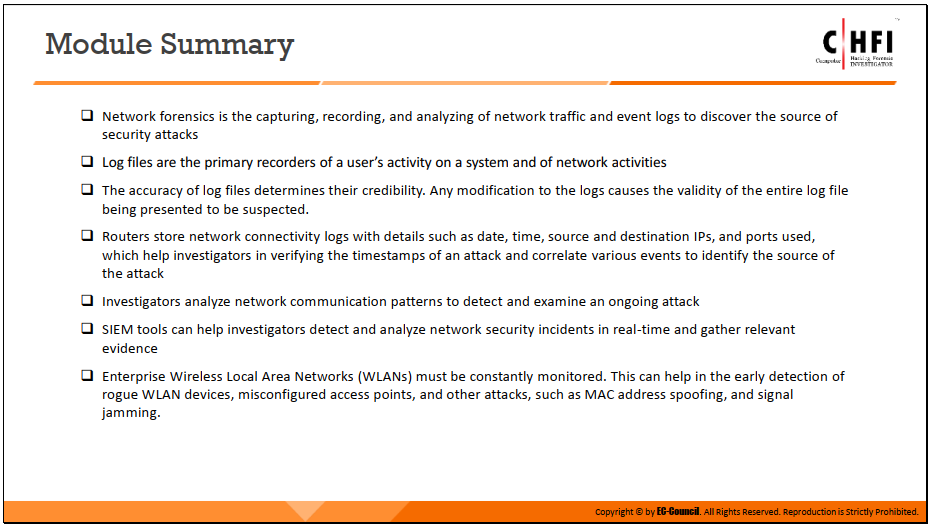 Module Summary
C HFI
Computer
Hacking Forensic
INVESTIGATOR
Network forensics is the capturing, recording, and analyzing of network traffic and event logs to discover the source of
security attacks
Log files are the primary recorders of a user’s activity on a system and of network activities
The accuracy of log files determines their credibility. Any modification to the logs causes the validity of the entire log file
being presented to be suspected.
Routers store network connectivity logs with details such as date, time, source and destination IPs, and ports used,
which help investigators in verifying the timestamps of an attack and correlate various events to identify the source of
the attack
Investigators analyze network communication patterns to detect and examine an ongoing attack
SIEM tools can help investigators detect and analyze network security incidents in real-time and gather relevant
evidence
Enterprise Wireless Local Area Networks (WLANs) must be constantly monitored. This can help in the early detection of
rogue WLAN devices, misconfigured access points, and other attacks, such as MAC address spoofing, and signal
jamming.
Copyright © by EC-Council. All Rights Reserved. Reproduction is Strictly Prohibited.